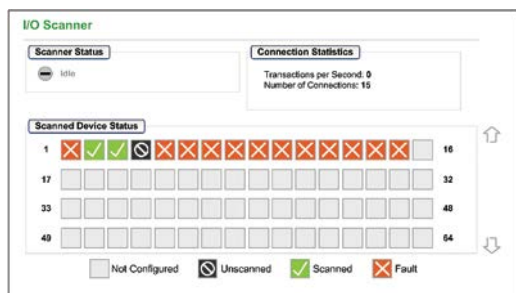 I/O Scanner
Scanner Status
Idle
Connection Statistics
Transactions per Second: 0
Number of Connections: 15
Scanned Device Status
1 16
17 32
33 48
49 64
Not Configured Unscanned Scanned Fault